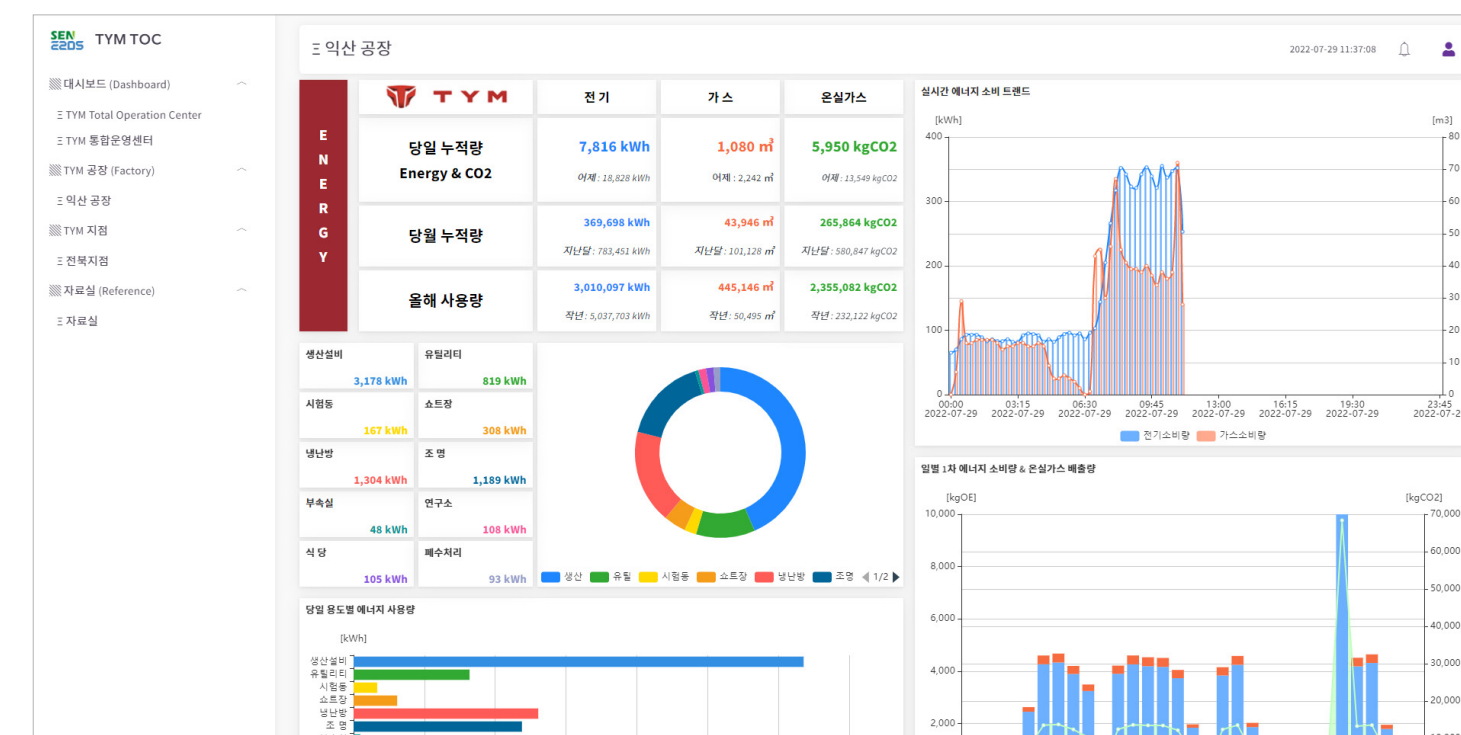 SEN
E2DS
TYM TOC
대시보드 (Dashboard)
Ξ TYM Total Operation Center
Ξ TYM 통합운영센터
TYM 공장 (Factory)
Ξ 익산 공장
TYM 지점
Ξ 전북지점
자료실 (Reference)
Ξ 자료실
Ξ 익산 공장
2022-07-29 11:37:08
ENERGY
TYM
전 기
가 스
온실가스
당일 누적량
Energy & CO2
7,816 kWh
어제 : 18,828 kWh
1,080 ㎥
어제 : 2,242 ㎥
5,950 kgCO2
어제 : 13,549 kgCO2
당월 누적량
369,698 kWh
지난달 : 783,451 kWh
43,946 ㎥
지난달 : 101,128 ㎥
265,864 kgCO2
지난달 : 580,847 kgCO2
올해 사용량
3,010,097 kWh
작년 : 5,037,703 kWh
445,146 ㎥
작년 : 50,495 ㎥
2,355,082 kgCO2
작년 : 232,122 kgCO2
생산설비
3,178 kWh
유틸리티
819 kWh
시험동
167 kWh
쇼트장
308 kWh
냉난방
1,304 kWh
조 명
1,189 kWh
부속실
48 kWh
연구소
108 kWh
식 당
105 kWh
폐수처리
93 kWh
생산 유틸 시험동 쇼트장 냉난방 조명 1/2
당일 용도별 에너지 사용량
[kWh]
생산설비
유틸리티
시험동
쇼트장
냉난방
조 명
실시간 에너지 소비 트렌드
[kWh] [m3]
400 80
70
300 60
50
200 40
30
100 20
10
0 0
00:00 03:15 06:30 09:45 13:00 16:15 19:30 23:45
2022-07-29 2022-07-29 2022-07-29 2022-07-29 2022-07-29 2022-07-29 2022-07-29 2022-07-2
전기소비량 가스소비량
일별 1차 에너지 소비량 & 온실가스 배출량
[kgOE] [kgCO2]
10,000 70,000
60,000
8,000
50,000
6,000
40,000
4,000 30,000
20,000
2,000